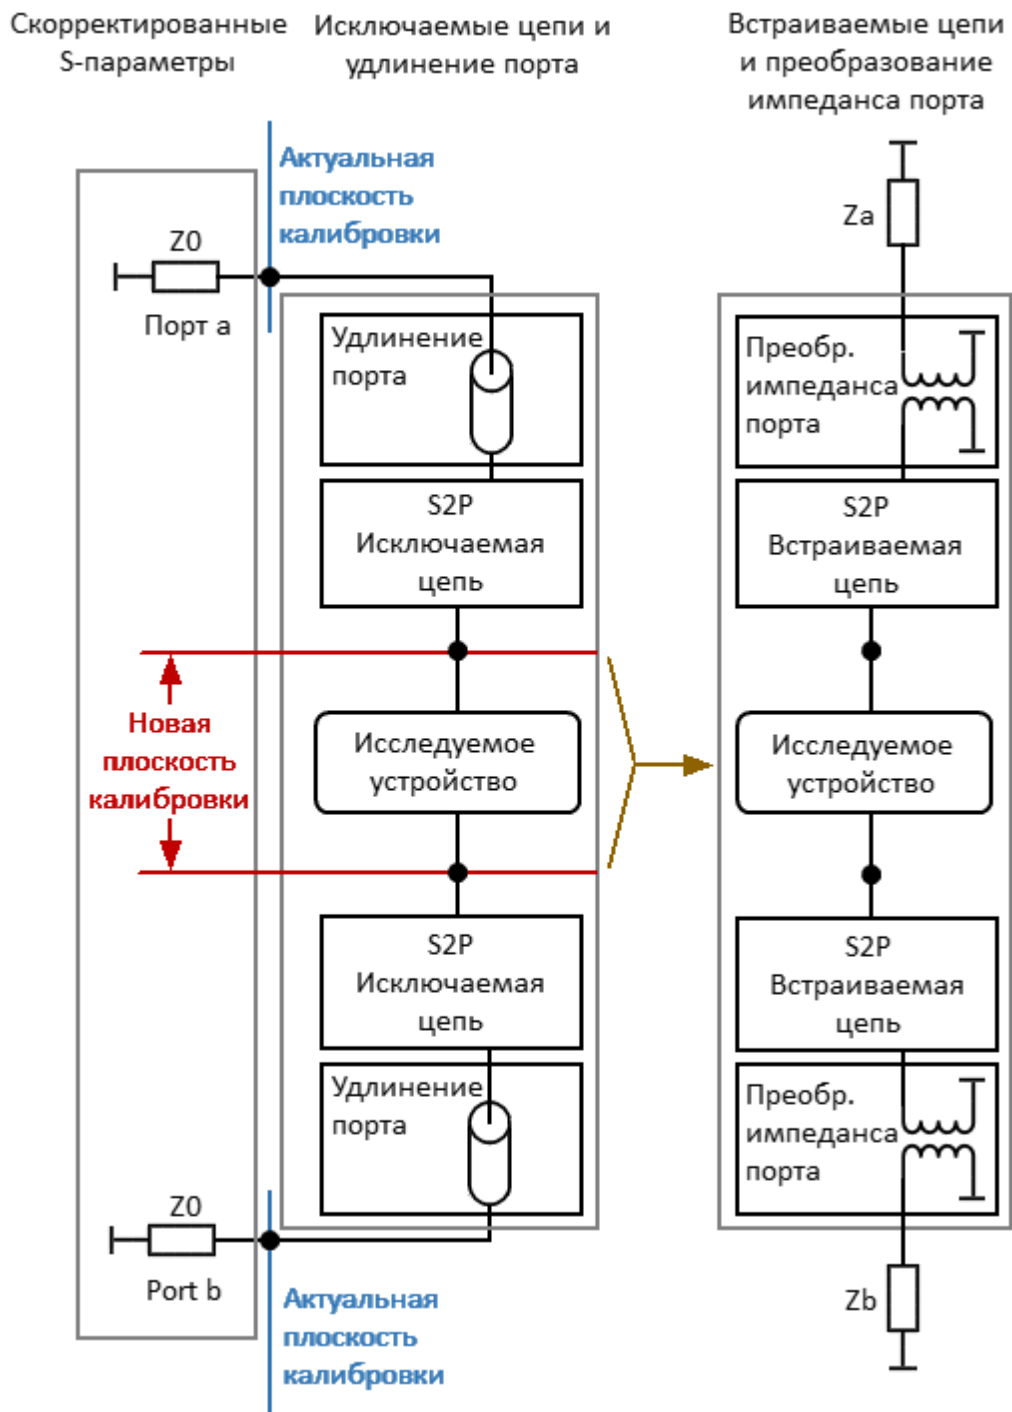 Скорректированные
S-параметры
Исключаемые цепи и
удлинение порта
Встраиваемые цепи
и преобразование
импеданса порта
Актуальная
плоскость
калибровки
Z0
Порт a
Удлинение
порта
S2P
Исключаемая
цепь
Новая
плоскость
калибровки
Исследуемое
устройство
S2P
Исключаемая
цепь
Удлинение
порта
Z0
Port b
Актуальная
плоскость
калибровки
Za
Преобр.
импеданса
порта
S2P
Встраиваемая
цепь
Исследуемое
устройство
S2P
Встраиваемая
цепь
Преобр.
импеданса
порта
Zb